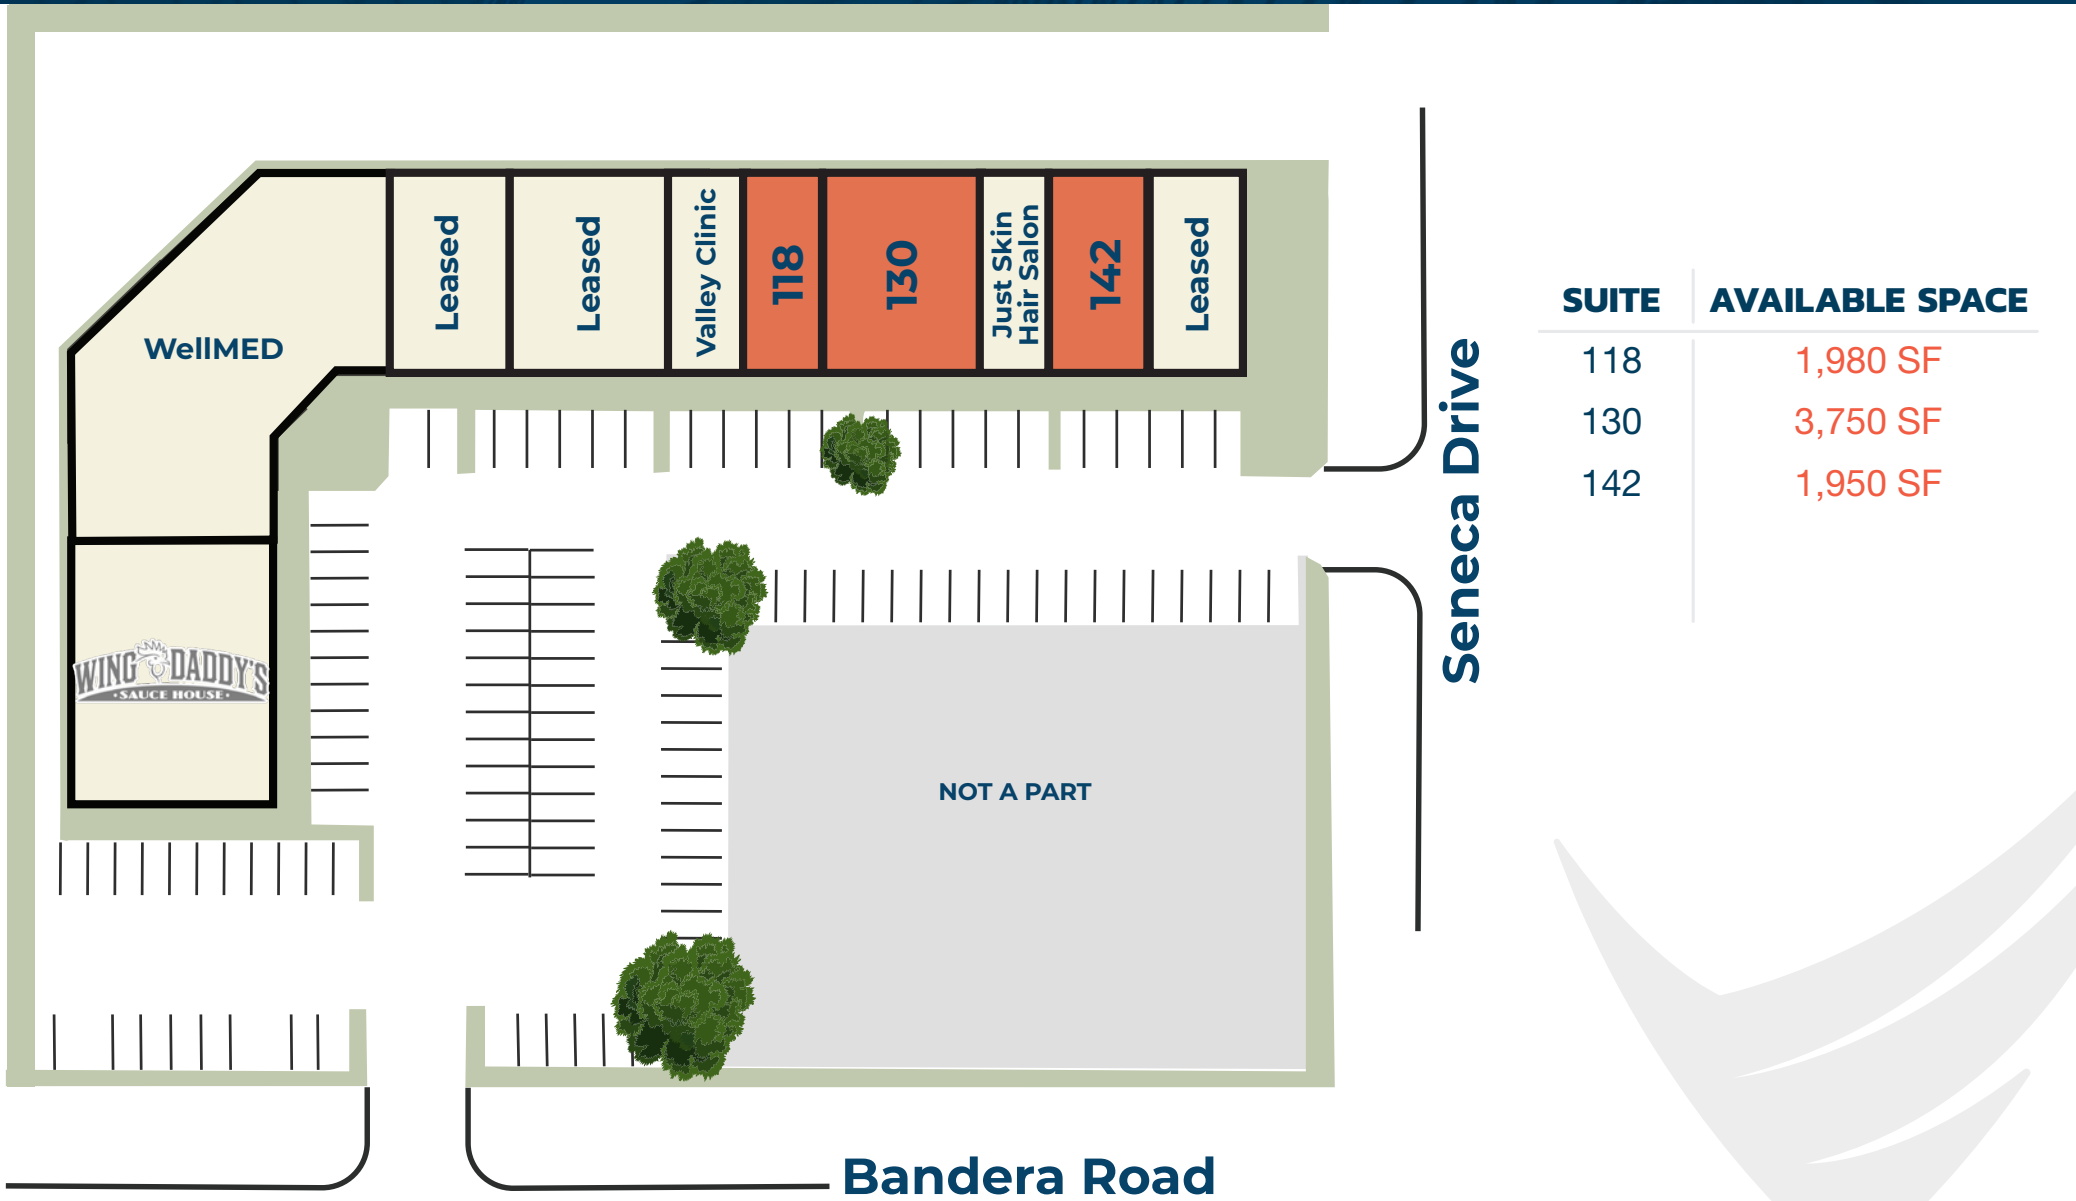 Leased
Leased
Valley Clinic
118
130
Just Skin
Hair Salon
142
Leased
WellMED
WING DADDY'S
•SAUCE HOUSE•
NOT A PART
Seneca Drive
Bandera Road
SUITE AVAILABLE SPACE
118 1,980 SF
130 3,750 SF
142 1,950 SF